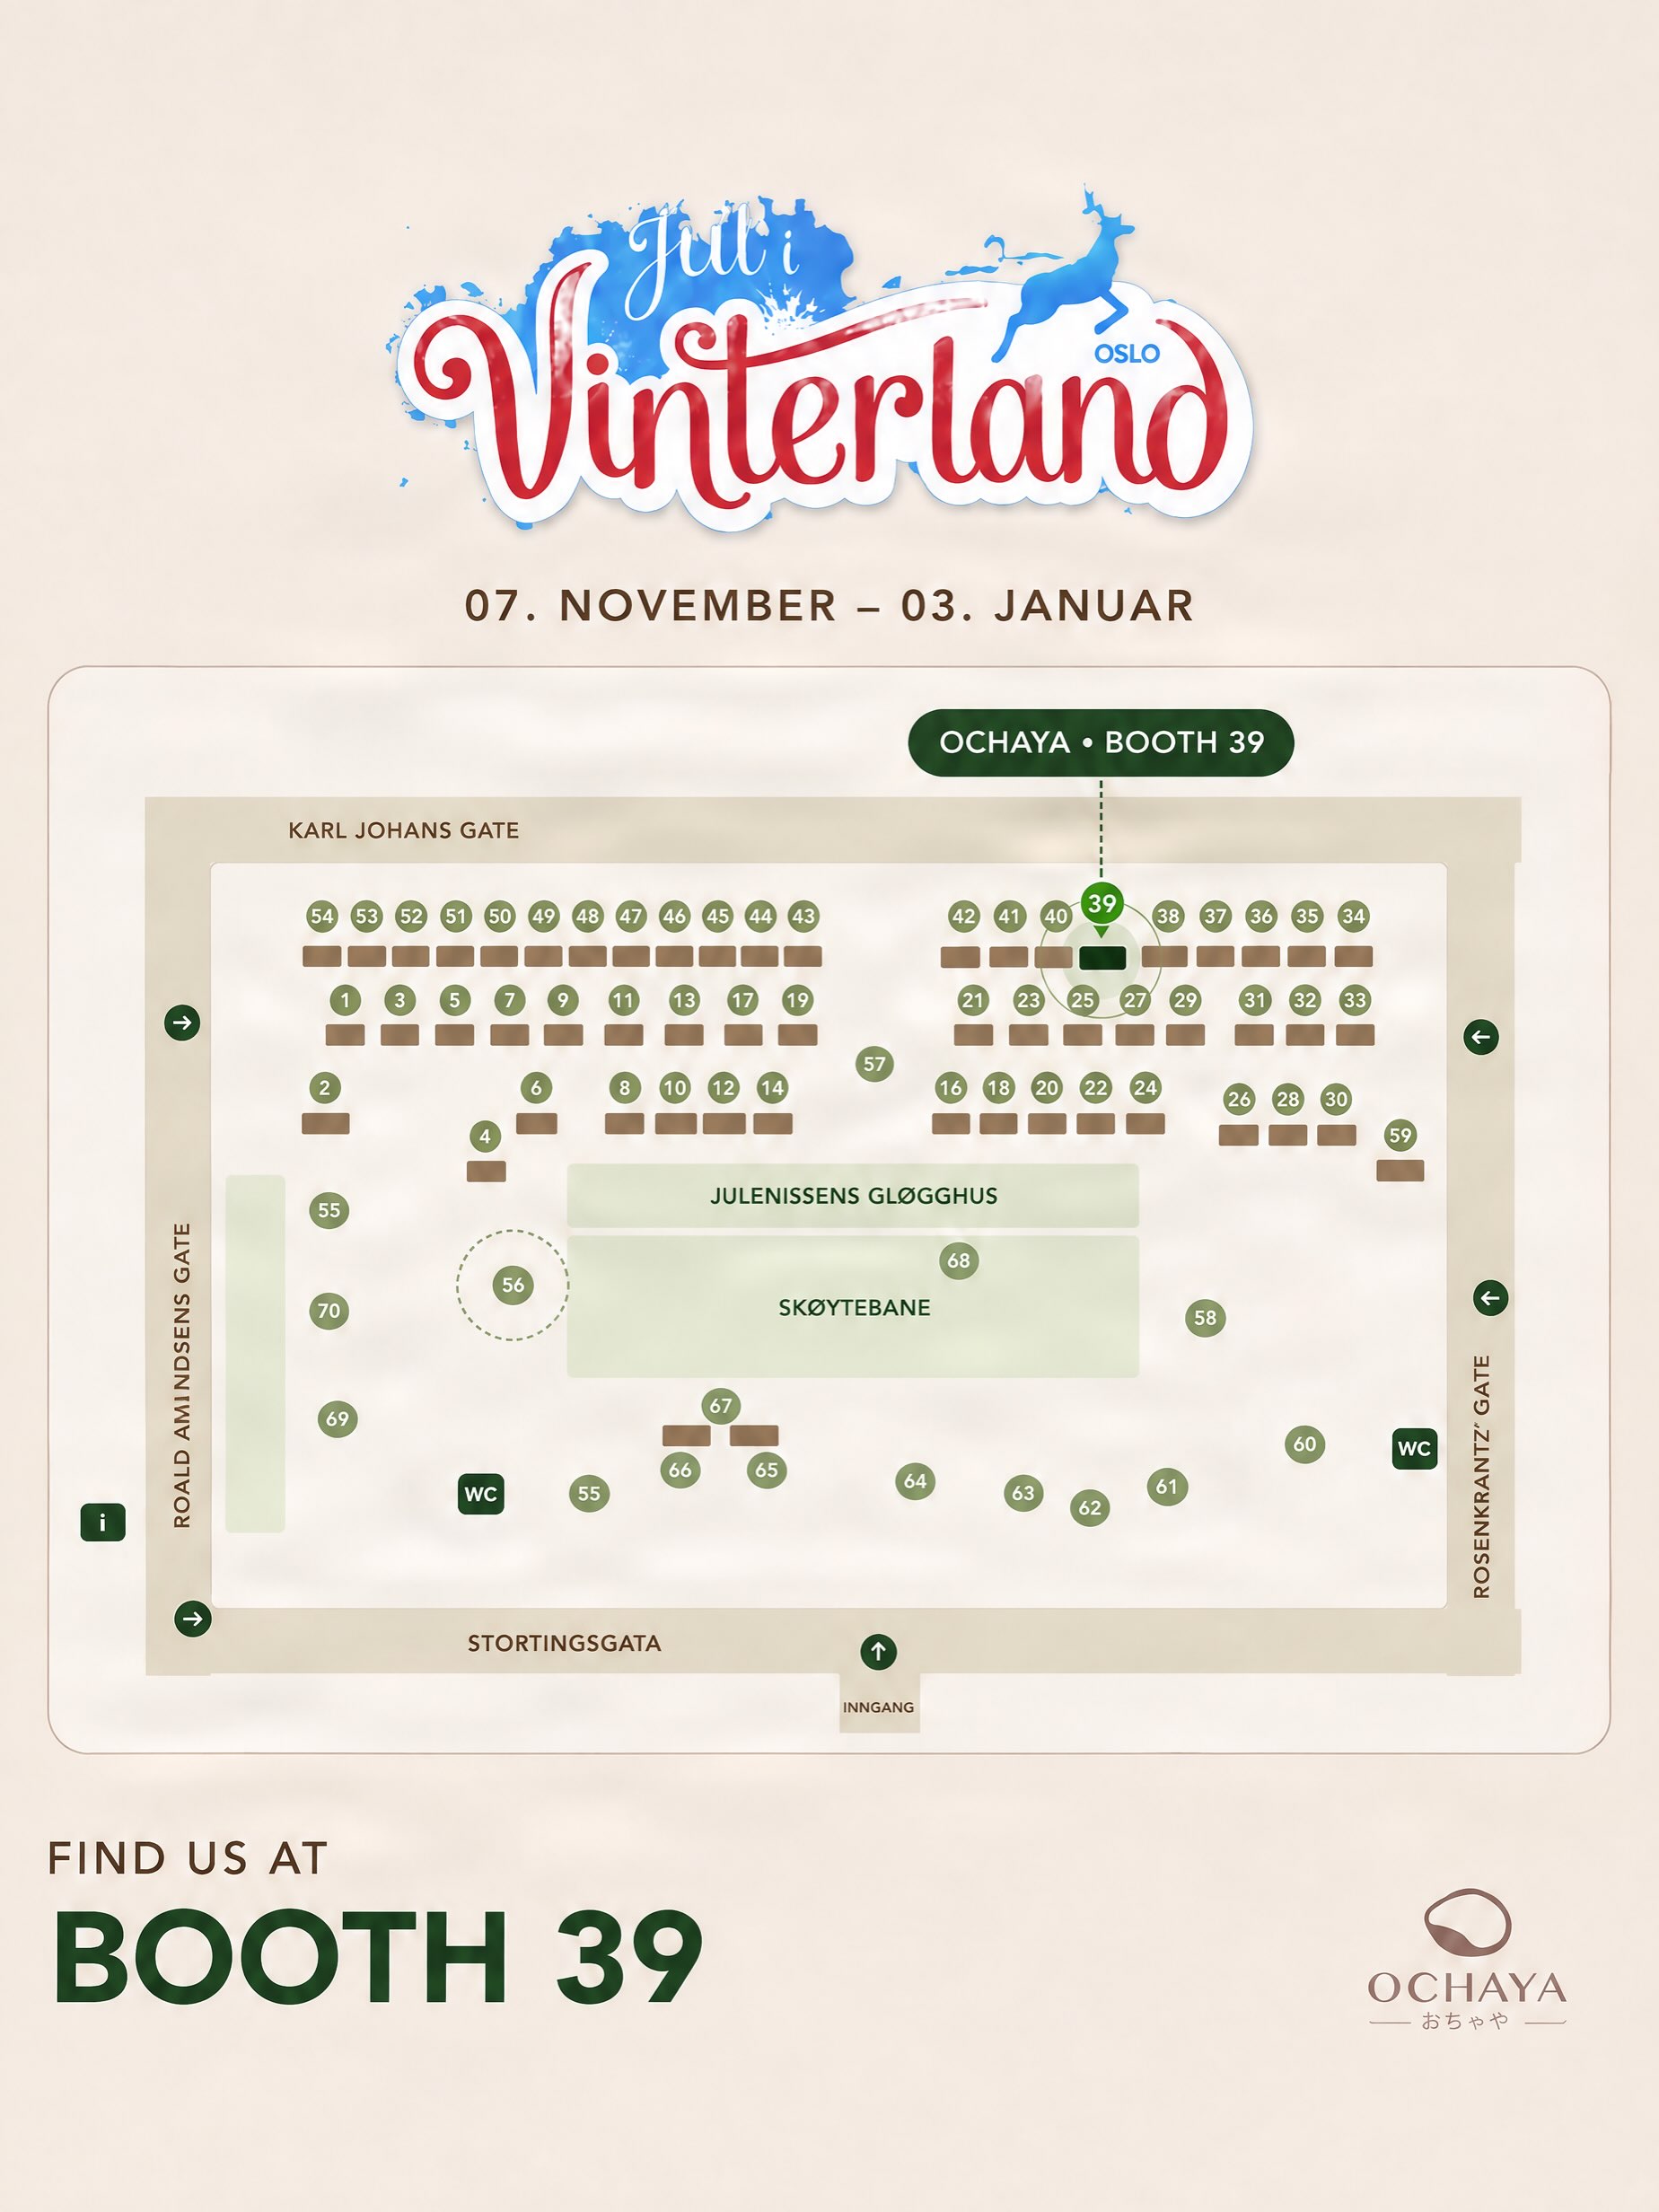 Jul i
Vinterland
OSLO
07. NOVEMBER – 03. JANUAR
OCHAYA • BOOTH 39
KARL JOHANS GATE
54 53 52 51 50 49 48 47 46 45 44 43 42 41 40 39 38 37 36 35 34
1 3 5 7 9 11 13 17 19 21 23 25 27 29 31 32 33
57
2 6 8 10 12 14 16 18 20 22 24 26 28 30
4 59
JULENISSENS GLØGGHUS
55
68
56
SKØYTEBANE
70 58
69 67 60
WC
66 65
64
WC 55 63 62 61
i
ROALD AMINDSENS GATE
ROSENKRANTZ' GATE
STORTINGSGATA
INNGANG
FIND US AT
BOOTH 39
OCHAYA
おちゃや